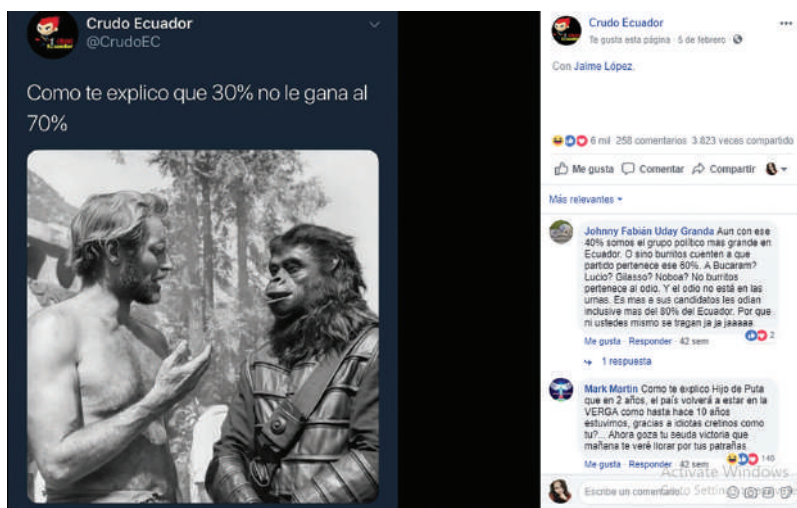 Crudo Ecuador
@CrudoEC
Como te explico que 30% no le gana al
70%
Crudo Ecuador
Te gusta esta página · 5 de febrero ·
Con Jaime López.
6 mil 258 comentarios 3.823 veces compartido
Me gusta Comentar Compartir
Más relevantes
Johnny Fabián Uday Granda Aun con ese
40% somos el grupo político mas grande en
Ecuador. O sino burritos cuenten a que
partido pertenece ese 60%. A Bucaram?
Lucio? Gilasso? Noboa? No burritos
pertenece al odio. Y el odio no está en las
urnas. Es mas a sus candidatos les odian
inclusive mas del 80% del Ecuador. Por que
ni ustedes mismo se tragan ja ja jaaaaa
2
Me gusta · Responder · 42 sem
1 respuesta
Mark Martin Como te explico Hijo de Puta
que en 2 años, el país volverá a estar en la
VERGA como hasta hace 10 años
estuvimos, gracias a idiotas cretinos como
tu?... Ahora goza tu seuda victoria que
mañana te veré llorar por tus patrañas
140
Me gusta · Responder · 42 sem
Activate Windows
Escribe un comentario
to Settin